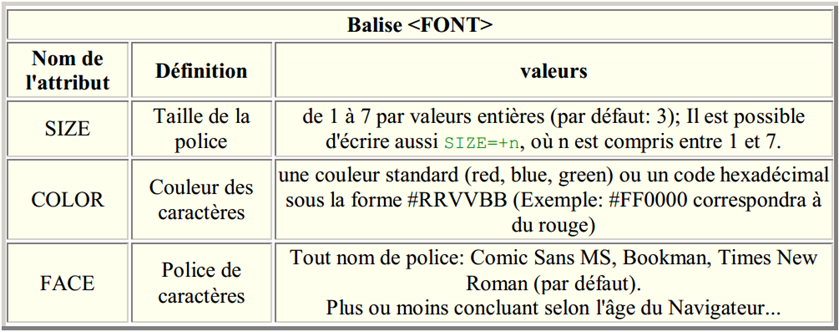 Balise <FONT>
Nom de
l'attribut
Définition
valeurs
SIZE
Taille de la
police
de 1 à 7 par valeurs entières (par défaut: 3); Il est possible
d'écrire aussi SIZE=+n, où n est compris entre 1 et 7.
COLOR
Couleur des
caractères
une couleur standard (red, blue, green) ou un code hexadécimal
sous la forme #RRVVBB (Exemple: #FF0000 correspondra à
du rouge)
FACE
Police de
caractères
Tout nom de police: Comic Sans MS, Bookman, Times New
Roman (par défaut).
Plus ou moins concluant selon l'âge du Navigateur...